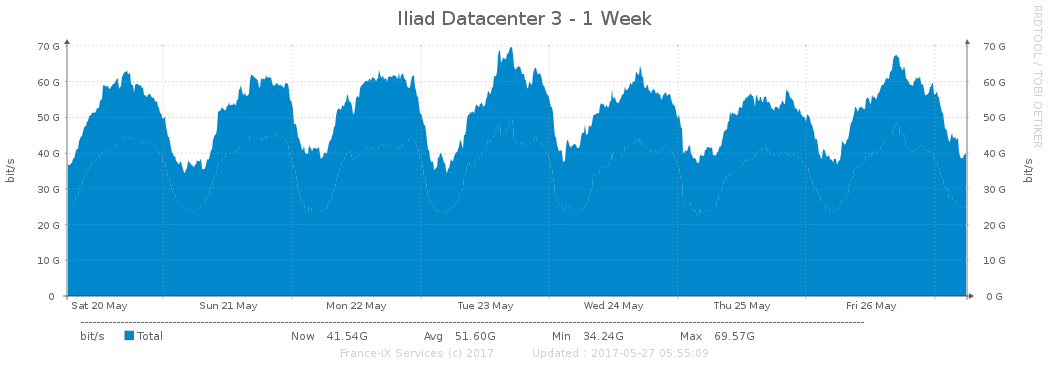 Iliad Datacenter 3 - 1 Week
RRDTOOL / TOBI OETIKER
70 G 70 G
60 G 60 G
50 G 50 G
40 G 40 G
30 G 30 G
20 G 20 G
10 G 10 G
0 0 G
bit/s bit/s
Sat 20 May Sun 21 May Mon 22 May Tue 23 May Wed 24 May Thu 25 May Fri 26 May
bit/s Total Now 41.54G Avg 51.60G Min 34.24G Max 69.57G
France-IX Services (c) 2017 Updated : 2017-05-27 05:55:09